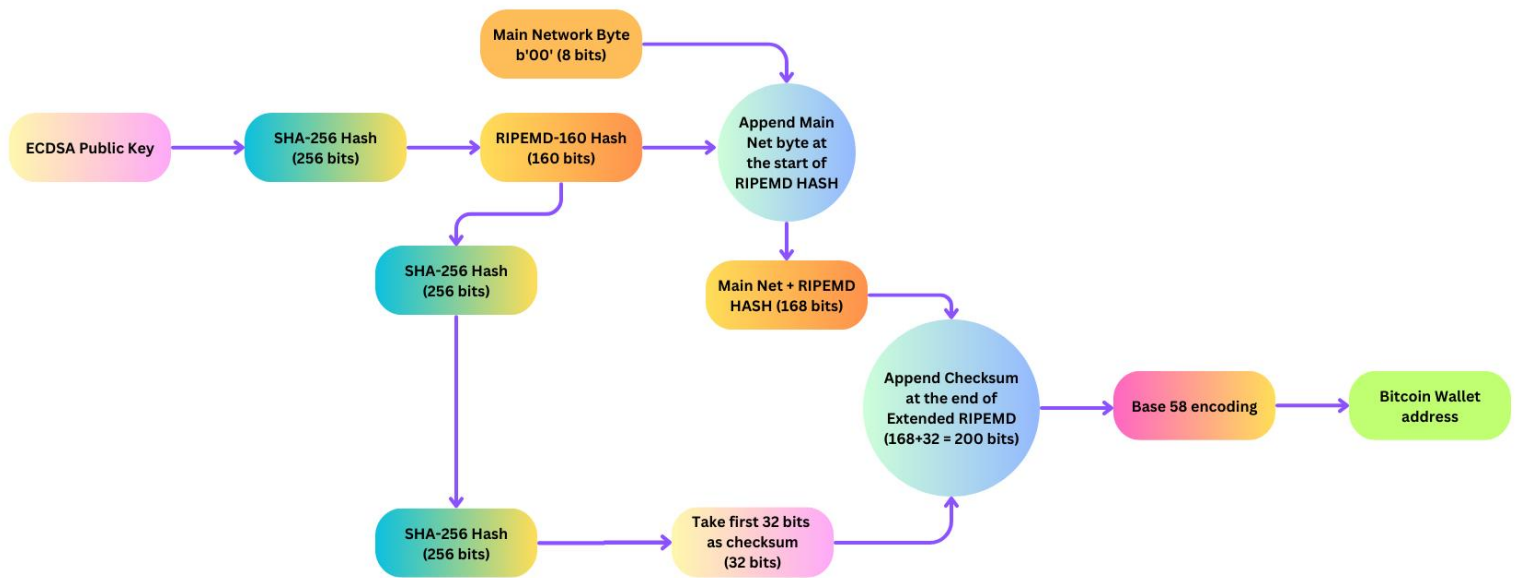 Main Network Byte
b'00' (8 bits)
ECDSA Public Key
SHA-256 Hash
(256 bits)
RIPEMD-160 Hash
(160 bits)
Append Main
Net byte at
the start of
RIPEMD HASH
SHA-256 Hash
(256 bits)
Main Net + RIPEMD
HASH (168 bits)
Append Checksum
at the end of
Extended RIPEMD
(168+32 = 200 bits)
Base 58 encoding
Bitcoin Wallet
address
SHA-256 Hash
(256 bits)
Take first 32 bits
as checksum
(32 bits)